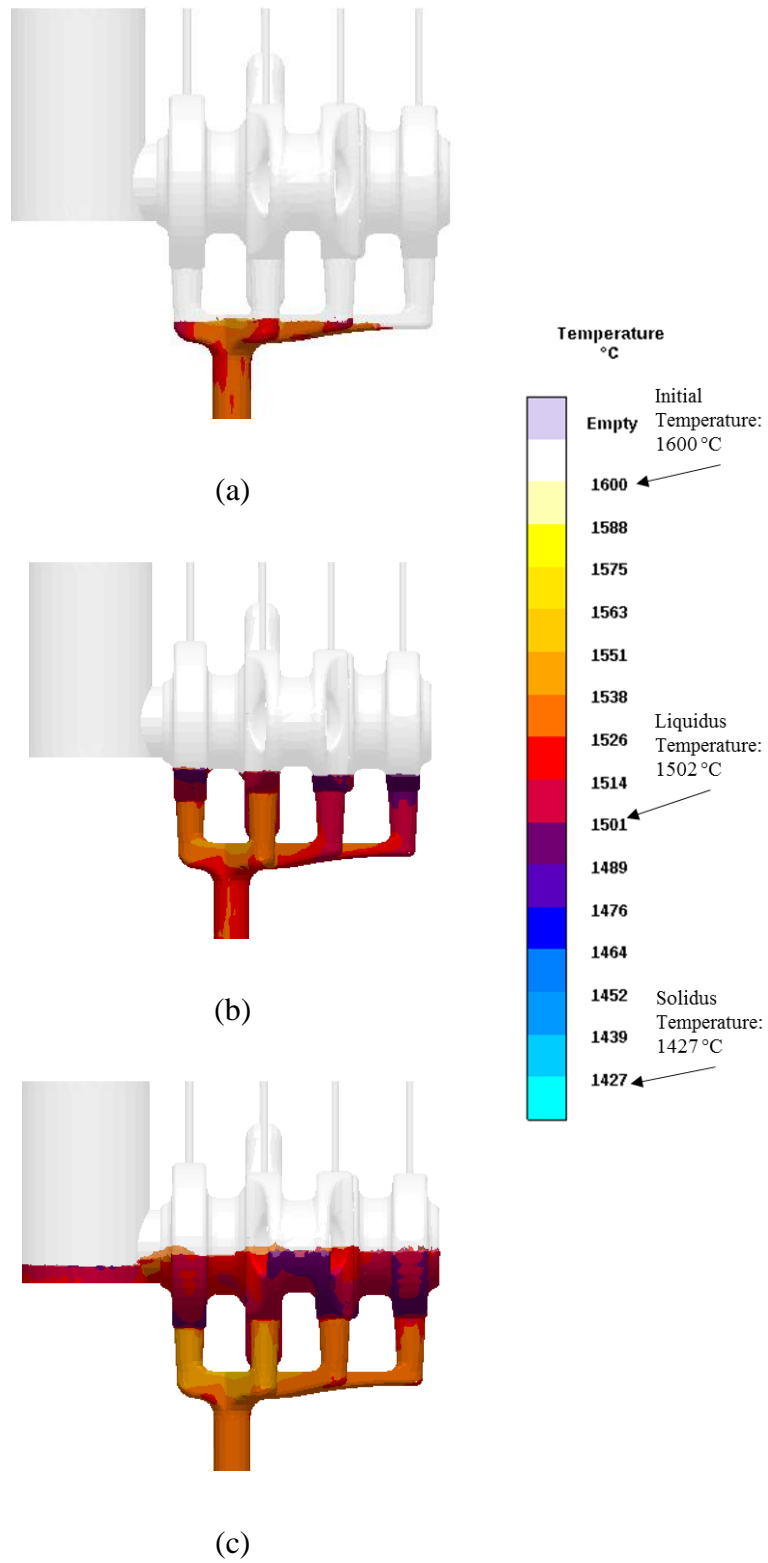 (a)
Temperature
°C
Empty
1600
1588
1575
1563
1551
1538
1526
1514
1501
1489
1476
1464
1452
1439
1427
Initial
Temperature:
1600 °C
Liquidus
Temperature:
1502 °C
Solidus
Temperature:
1427 °C
(b)
(c)